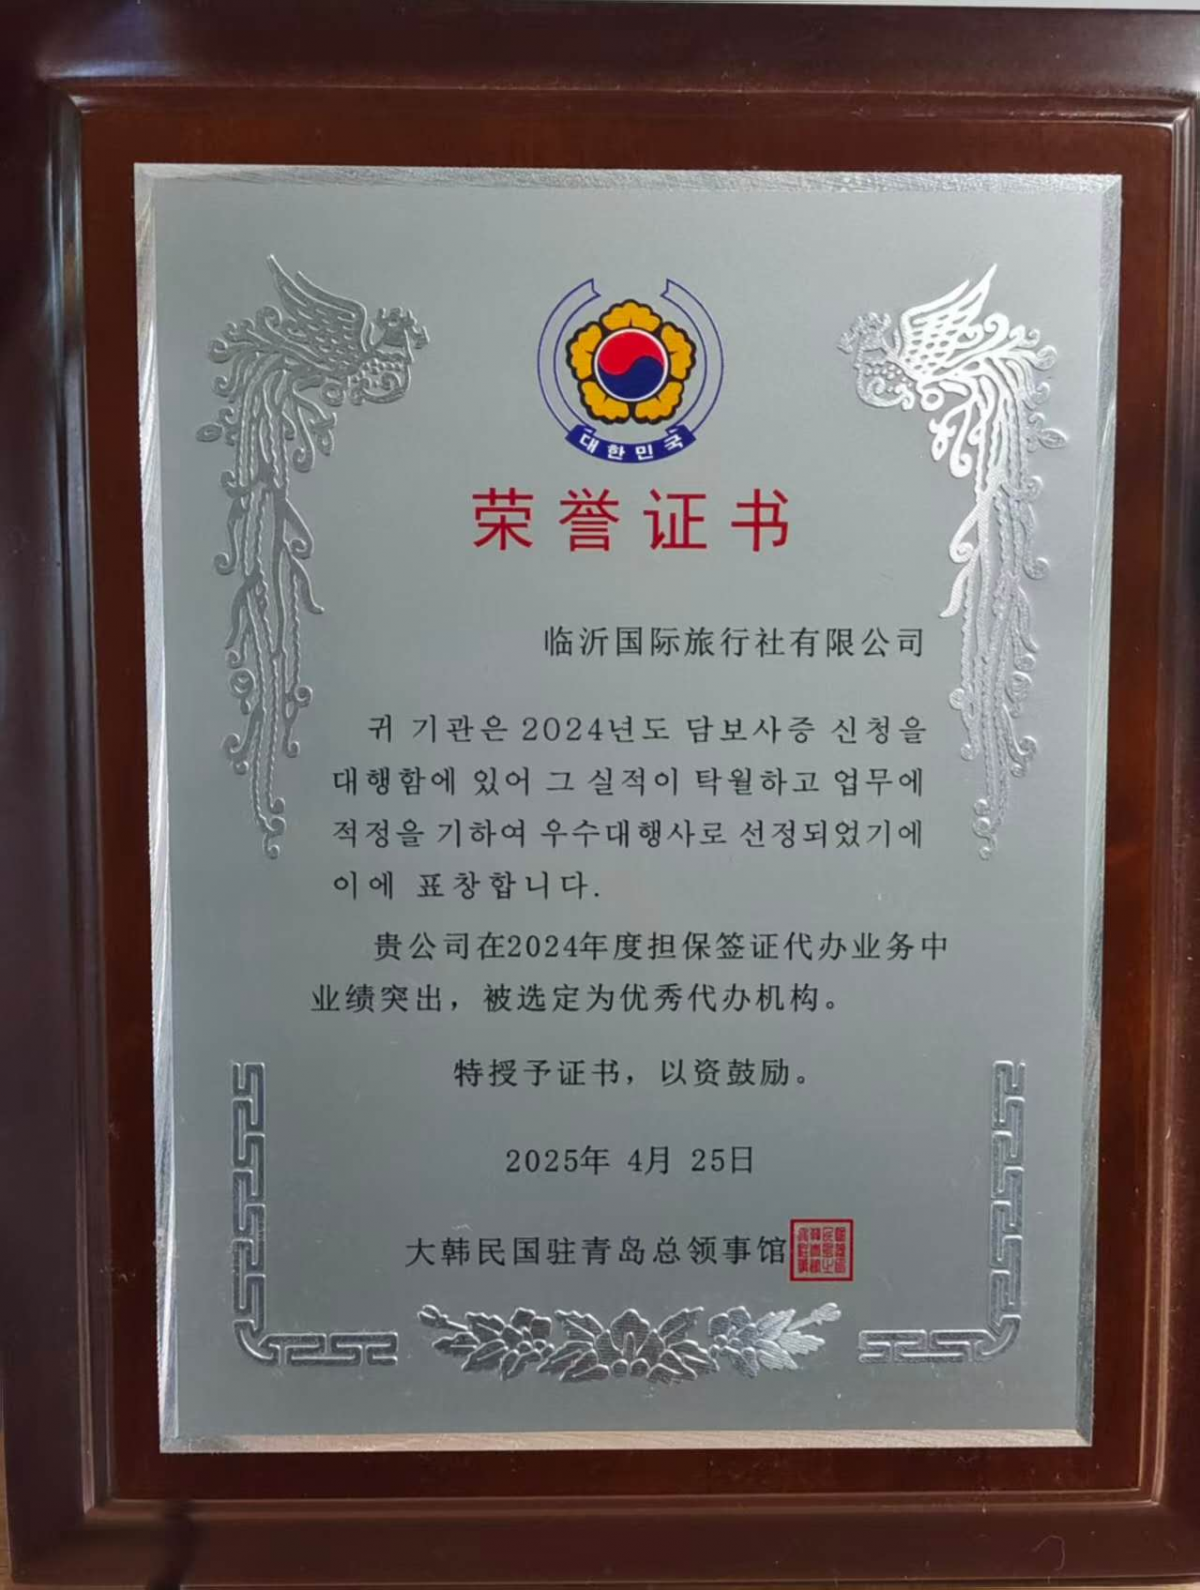 대한민국
荣誉证书
临沂国际旅行社有限公司
귀 기관은 2024년도 담보사증 신청을
대행함에 있어 그 실적이 탁월하고 업무에
적정을 기하여 우수대행사로 선정되었기에
이에 표창합니다.
贵公司在2024年度担保签证代办业务中
业绩突出，被选定为优秀代办机构。
特授予证书，以资鼓励。
2025年 4月 25日
大韩民国驻青岛总领事馆